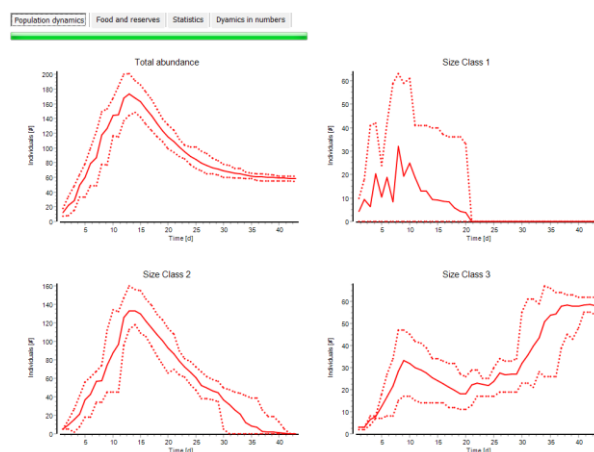 Population dynamics Food and reserves Statistics Dyamics in numbers
Total abundance
Individuals [#]
200
180
160
140
120
100
80
60
40
20
0
5 10 15 20 25 30 35 40
Time [d]
Size Class 1
Individuals [#]
60
50
40
30
20
10
0
5 10 15 20 25 30 35 40
Time [d]
Size Class 2
Individuals [#]
160
140
120
100
80
60
40
20
0
5 10 15 20 25 30 35 40
Time [d]
Size Class 3
Individuals [#]
60
50
40
30
20
10
0
5 10 15 20 25 30 35 40
Time [d]